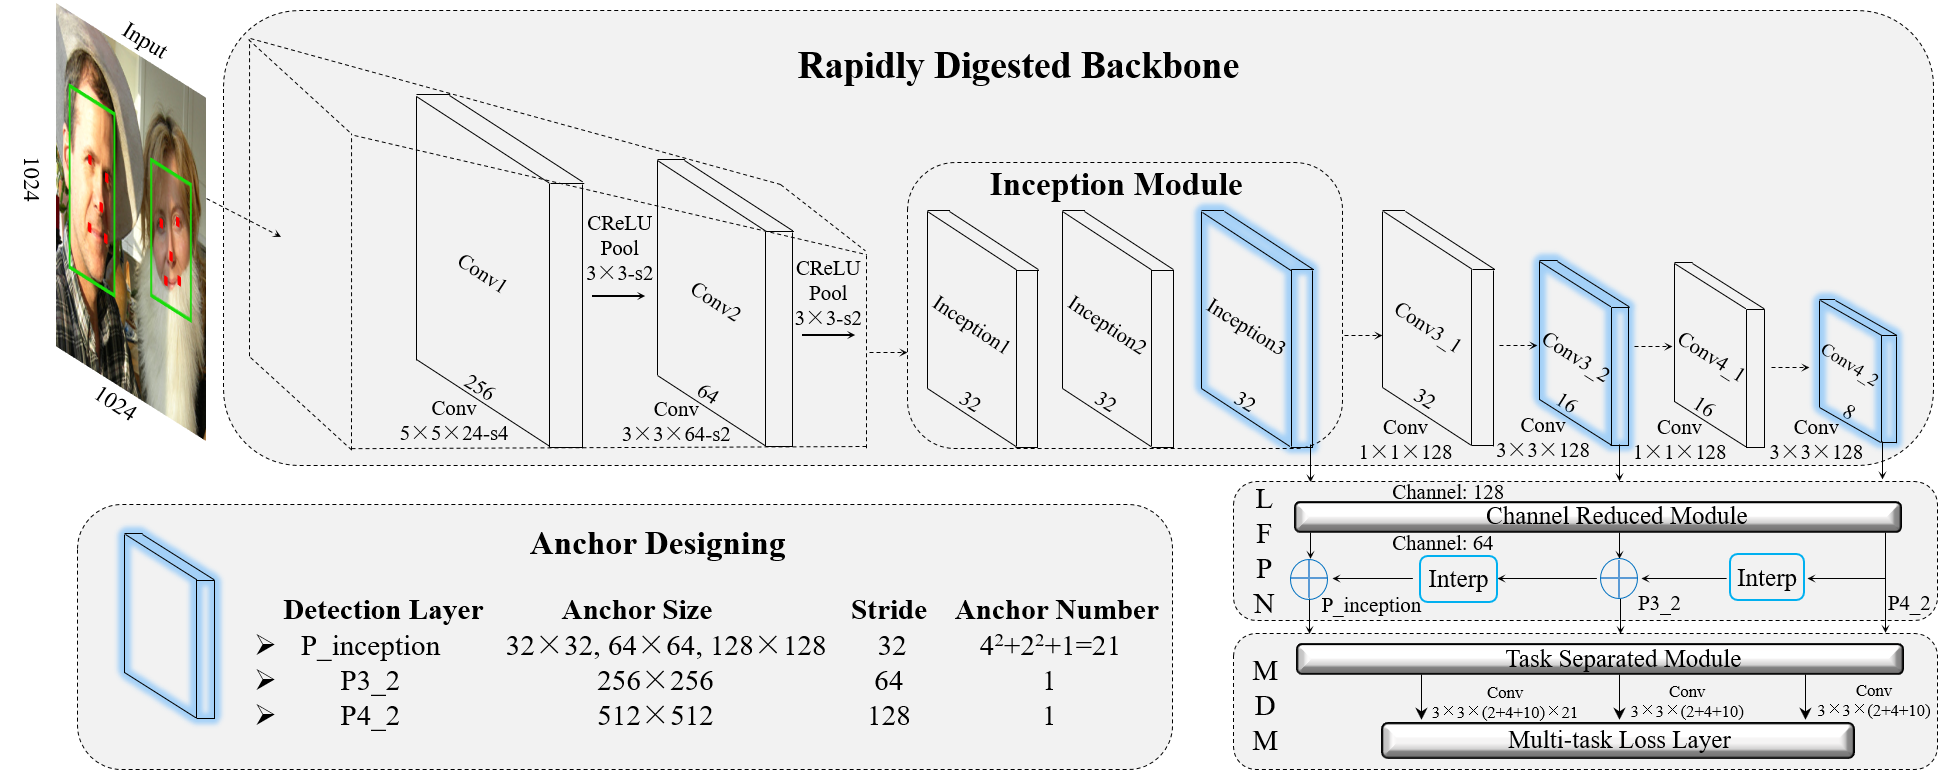 Input
1024
1024
Rapidly Digested Backbone
Conv1
256
Conv
5×5×24-s4
CReLU
Pool
3×3-s2
Conv2
64
Conv
3×3×64-s2
CReLU
Pool
3×3-s2
Inception Module
Inception1
32
Inception2
32
Inception3
32
Conv3_1
32
Conv
1×1×128
Conv3_2
16
Conv
3×3×128
Conv4_1
16
Conv
1×1×128
Conv4_2
8
Conv
3×3×128
LFPN
Channel: 128
Channel Reduced Module
Channel: 64
Interp
Interp
P_inception
P3_2
P4_2
MDM
Task Separated Module
Conv
3×3×(2+4+10)×21
Conv
3×3×(2+4+10)
Conv
3×3×(2+4+10)
Multi-task Loss Layer
Anchor Designing
Detection Layer Anchor Size Stride Anchor Number
➢ P_inception 32×32, 64×64, 128×128 32 4²+2²+1=21
➢ P3_2 256×256 64 1
➢ P4_2 512×512 128 1